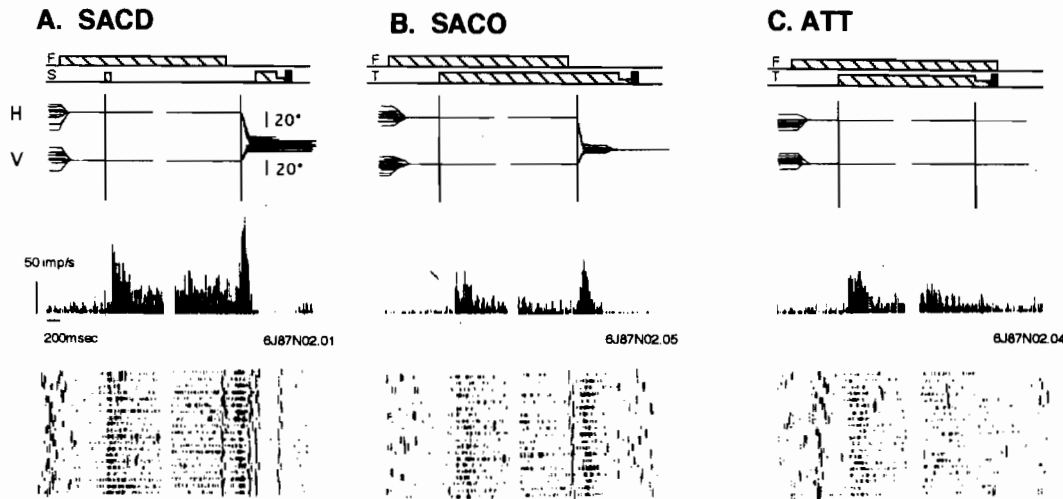 A. SACD
B. SACO
C. ATT
F
S
F
T
F
T
H
V
20°
20°
50 imp/s
200msec
6J87N02.01
6J87N02.05
6J87N02.04